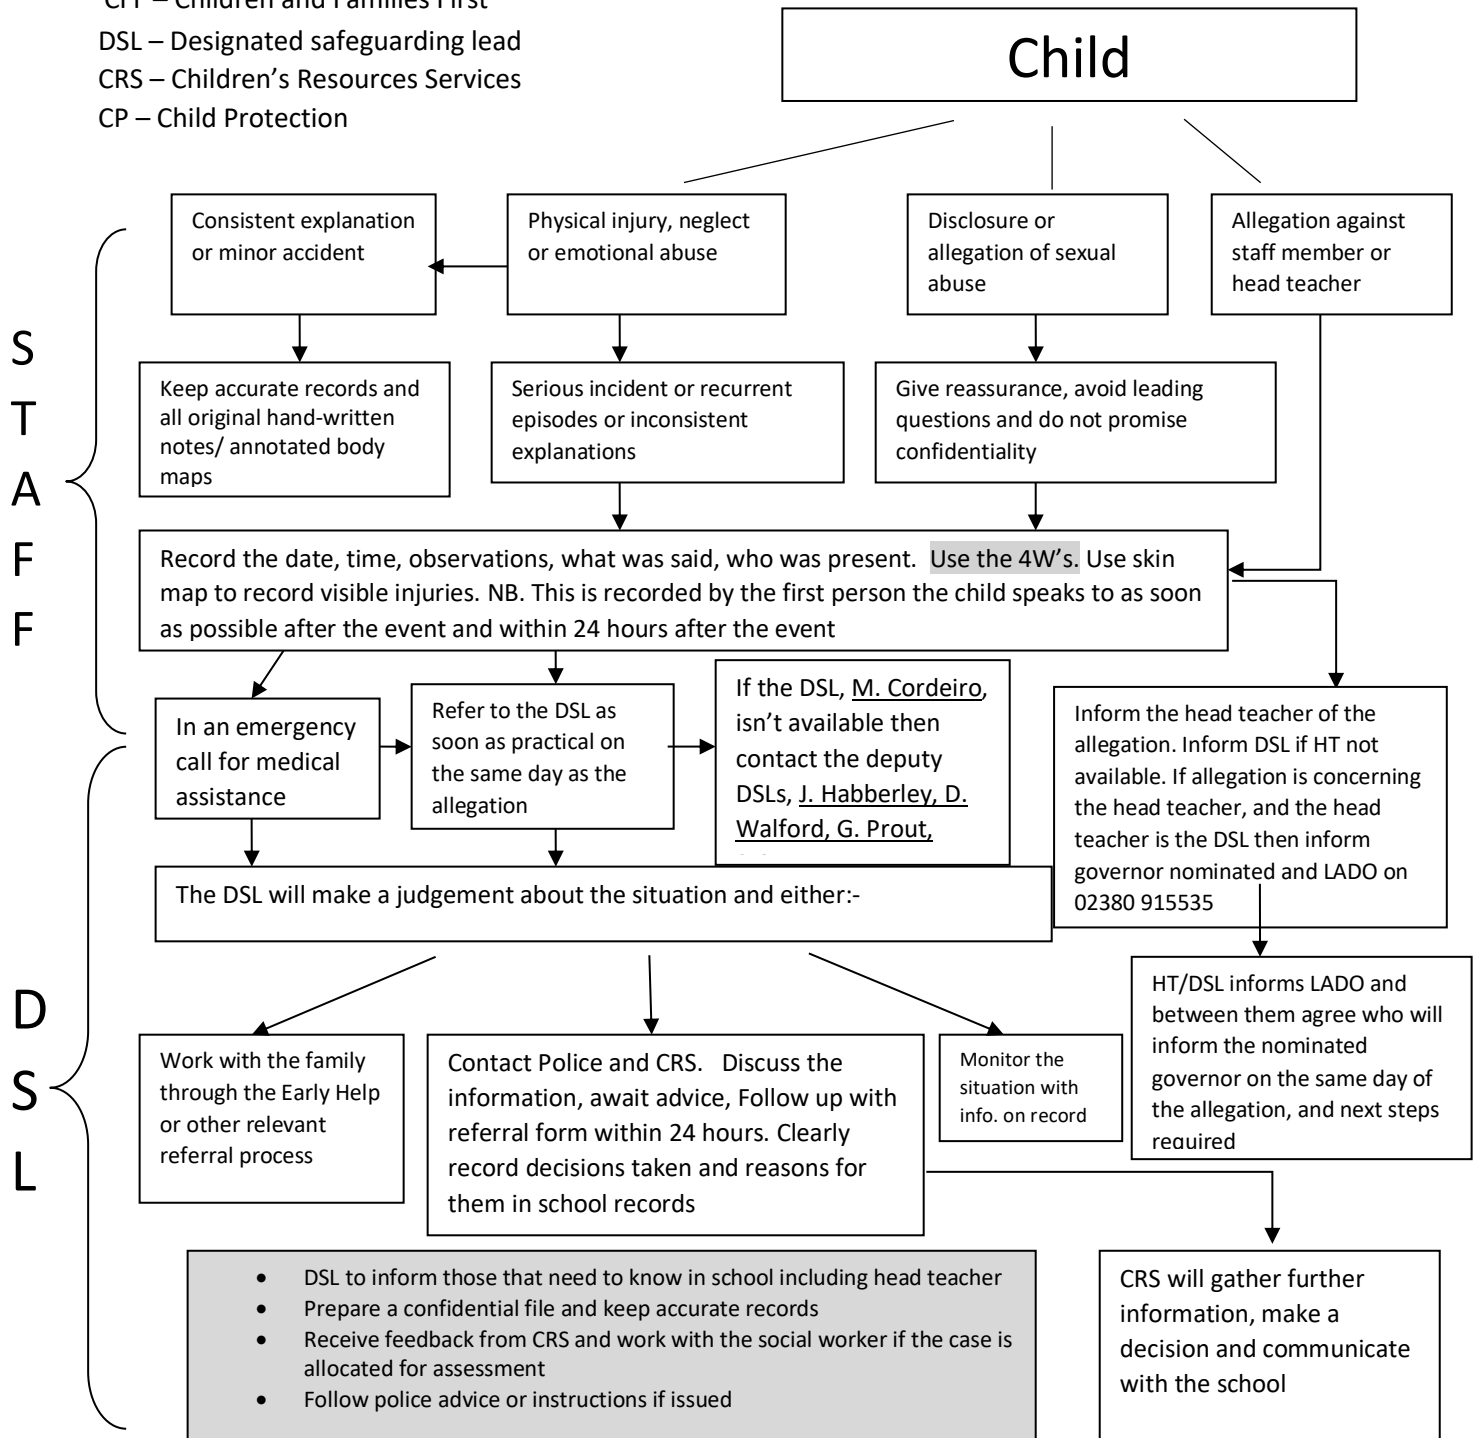 CFF – Children and Families First
DSL – Designated safeguarding lead
CRS – Children’s Resources Services
CP – Child Protection
Child
Consistent explanation
or minor accident
Physical injury, neglect
or emotional abuse
Disclosure or
allegation of sexual
abuse
Allegation against
staff member or
head teacher
S
T
A
F
F
Keep accurate records and
all original hand-written
notes/ annotated body
maps
Serious incident or recurrent
episodes or inconsistent
explanations
Give reassurance, avoid leading
questions and do not promise
confidentiality
Record the date, time, observations, what was said, who was present.  Use the 4W’s. Use skin
map to record visible injuries. NB. This is recorded by the first person the child speaks to as soon
as possible after the event and within 24 hours after the event
In an emergency
call for medical
assistance
Refer to the DSL as
soon as practical on
the same day as the
allegation
If the DSL, M. Cordeiro,
isn’t available then
contact the deputy
DSLs, J. Habberley, D.
Walford, G. Prout,
Inform the head teacher of the
allegation. Inform DSL if HT not
available. If allegation is concerning
the head teacher, and the head
teacher is the DSL then inform
governor nominated and LADO on
02380 915535
The DSL will make a judgement about the situation and either:-
D
S
L
Work with the family
through the Early Help
or other relevant
referral process
Contact Police and CRS.   Discuss the
information, await advice, Follow up with
referral form within 24 hours. Clearly
record decisions taken and reasons for
them in school records
Monitor the
situation with
info. on record
HT/DSL informs LADO and
between them agree who will
inform the nominated
governor on the same day of
the allegation, and next steps
required
• DSL to inform those that need to know in school including head teacher
• Prepare a confidential file and keep accurate records
• Receive feedback from CRS and work with the social worker if the case is
allocated for assessment
• Follow police advice or instructions if issued
CRS will gather further
information, make a
decision and communicate
with the school